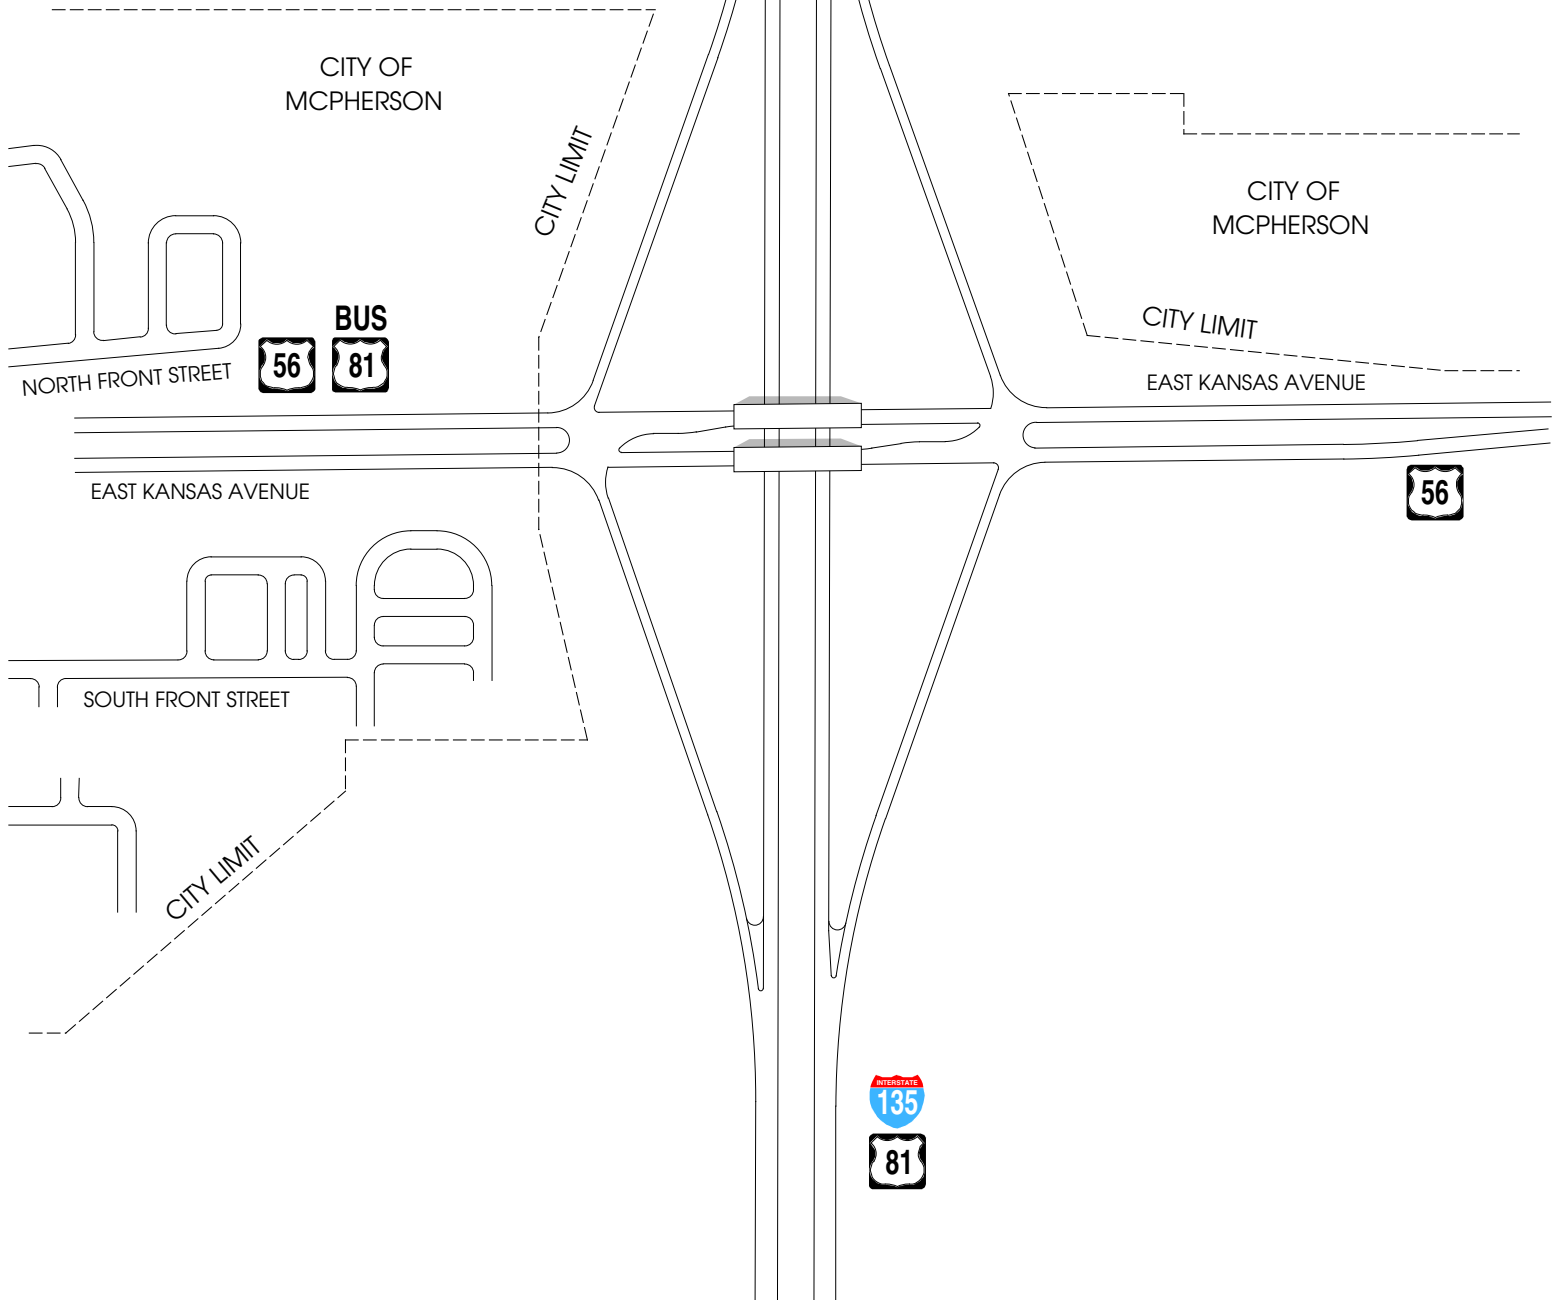 CITY OF
MCPHERSON
CITY LIMIT
CITY OF
MCPHERSON
BUS
56
81
NORTH FRONT STREET
CITY LIMIT
EAST KANSAS AVENUE
EAST KANSAS AVENUE
56
SOUTH FRONT STREET
CITY LIMIT
INTERSTATE
135
81